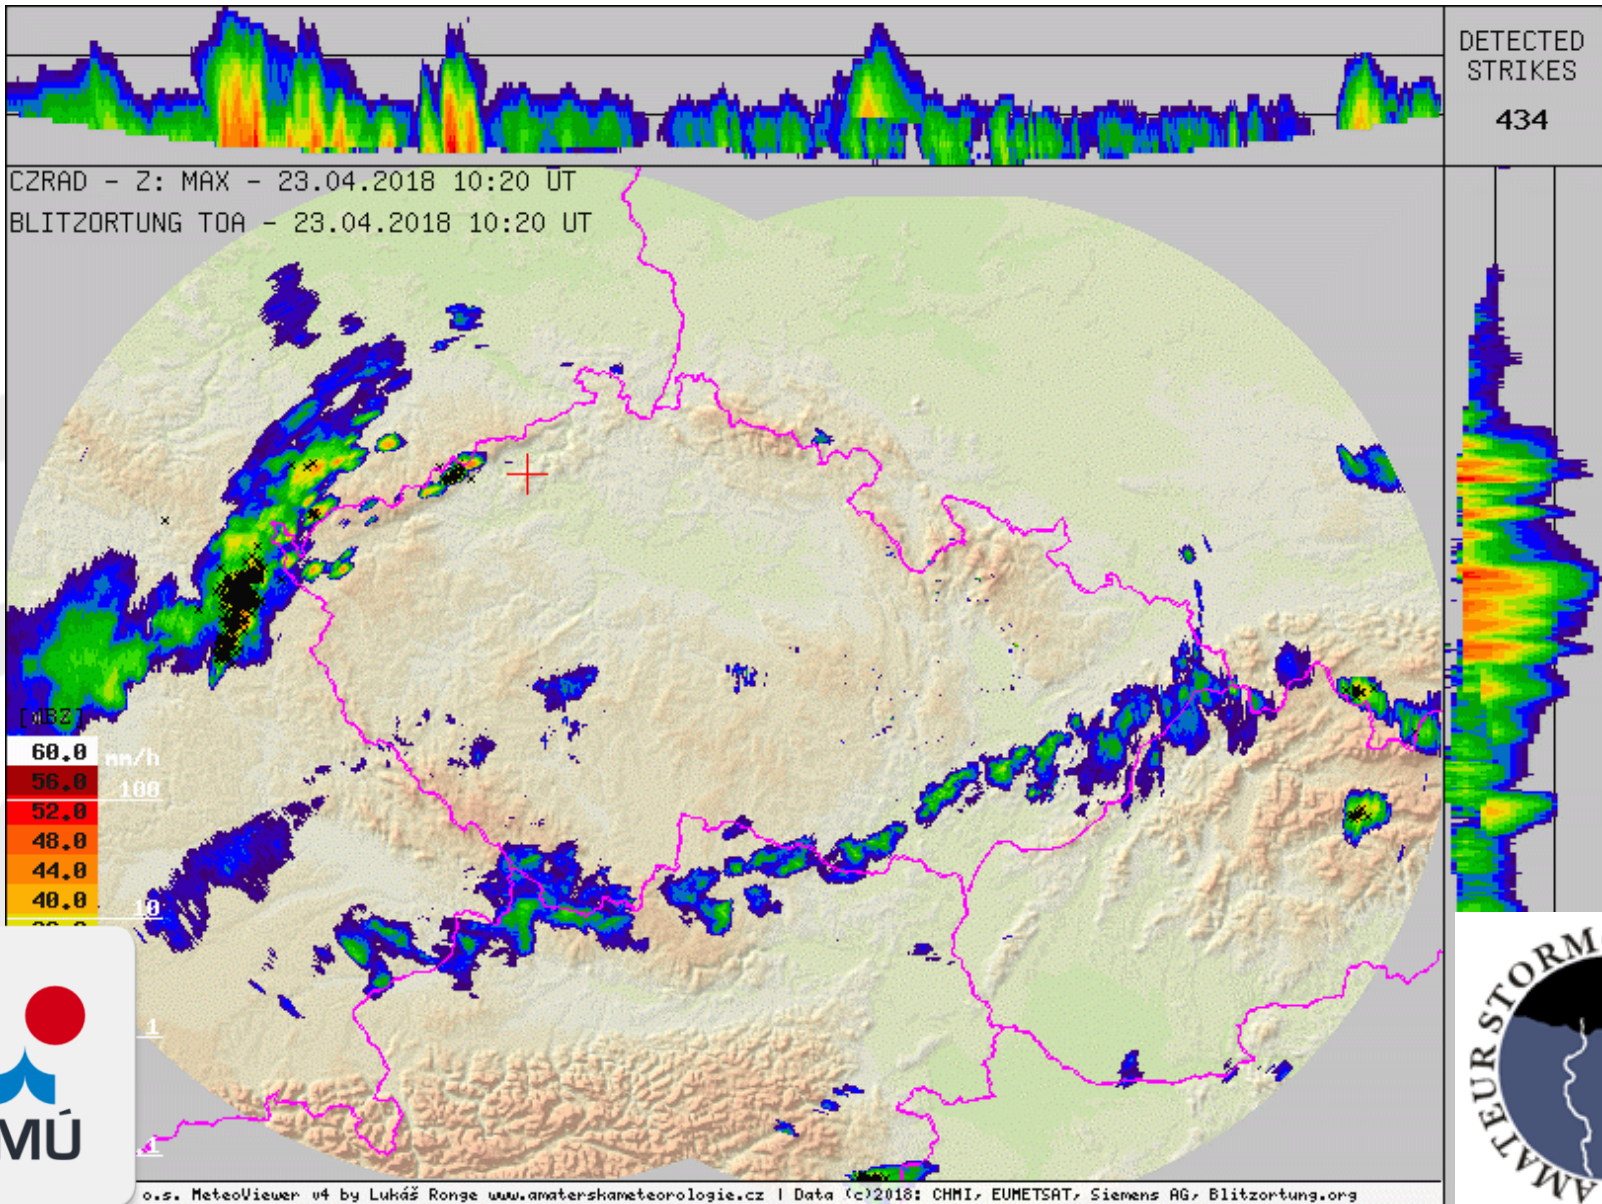 DETECTED
STRIKES
434
CZRAD - Z: MAX - 23.04.2018 10:20 UT
BLITZORTUNG TOA - 23.04.2018 10:20 UT
[dBZ]
60.0 mm/h
56.0 100
52.0
48.0
44.0
40.0 10
1
.1
MÚ
AMATEUR STORM
o.s. MeteoViewer v4 by Lukáš Ronge www.amaterskameteorologie.cz | Data (c)2018: CHMI, EUMETSAT, Siemens AG, Blitzortung.org